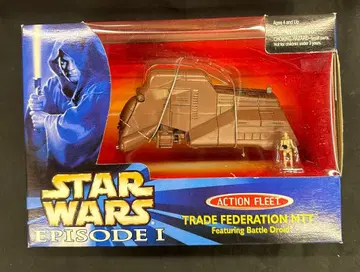 Ages 4 and Up
STAR
WARS
EPISODE I
ACTION FLEET
TRADE FEDERATION MTT
Featuring Battle Droid